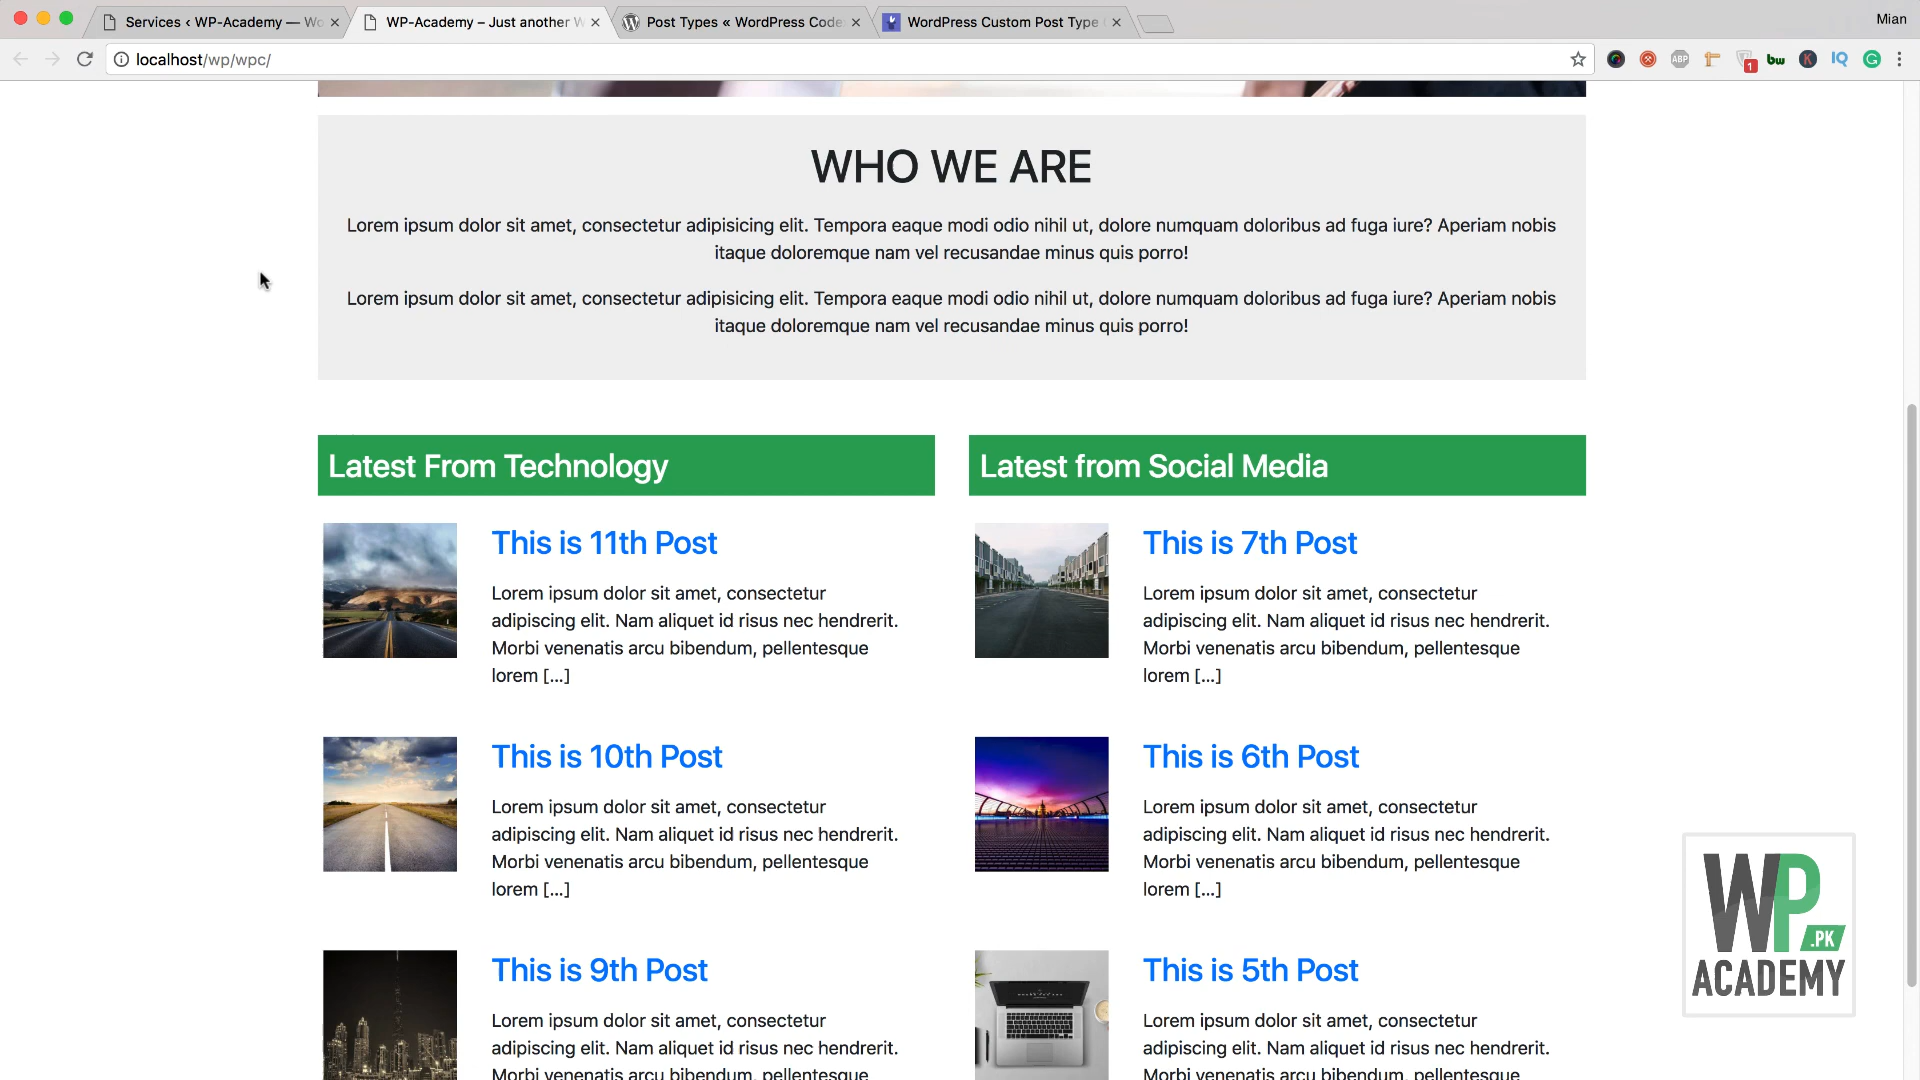 Services ‹ WP-Academy — Wo
WP-Academy – Just another W
Post Types « WordPress Code
WordPress Custom Post Type
Mian
localhost/wp/wpc/
ABP
1
bw
K
IQ
G
WHO WE ARE
Lorem ipsum dolor sit amet, consectetur adipisicing elit. Tempora eaque modi odio nihil ut, dolore numquam doloribus ad fuga iure? Aperiam nobis
itaque doloremque nam vel recusandae minus quis porro!
Lorem ipsum dolor sit amet, consectetur adipisicing elit. Tempora eaque modi odio nihil ut, dolore numquam doloribus ad fuga iure? Aperiam nobis
itaque doloremque nam vel recusandae minus quis porro!
Latest From Technology
This is 11th Post
Lorem ipsum dolor sit amet, consectetur
adipiscing elit. Nam aliquet id risus nec hendrerit.
Morbi venenatis arcu bibendum, pellentesque
lorem [...]
This is 10th Post
Lorem ipsum dolor sit amet, consectetur
adipiscing elit. Nam aliquet id risus nec hendrerit.
Morbi venenatis arcu bibendum, pellentesque
lorem [...]
This is 9th Post
Lorem ipsum dolor sit amet, consectetur
adipiscing elit. Nam aliquet id risus nec hendrerit.
Morbi venenatis arcu bibendum, pellentesque
Latest from Social Media
This is 7th Post
Lorem ipsum dolor sit amet, consectetur
adipiscing elit. Nam aliquet id risus nec hendrerit.
Morbi venenatis arcu bibendum, pellentesque
lorem [...]
This is 6th Post
Lorem ipsum dolor sit amet, consectetur
adipiscing elit. Nam aliquet id risus nec hendrerit.
Morbi venenatis arcu bibendum, pellentesque
lorem [...]
This is 5th Post
Lorem ipsum dolor sit amet, consectetur
adipiscing elit. Nam aliquet id risus nec hendrerit.
Morbi venenatis arcu bibendum, pellentesque
WP
.PK
ACADEMY